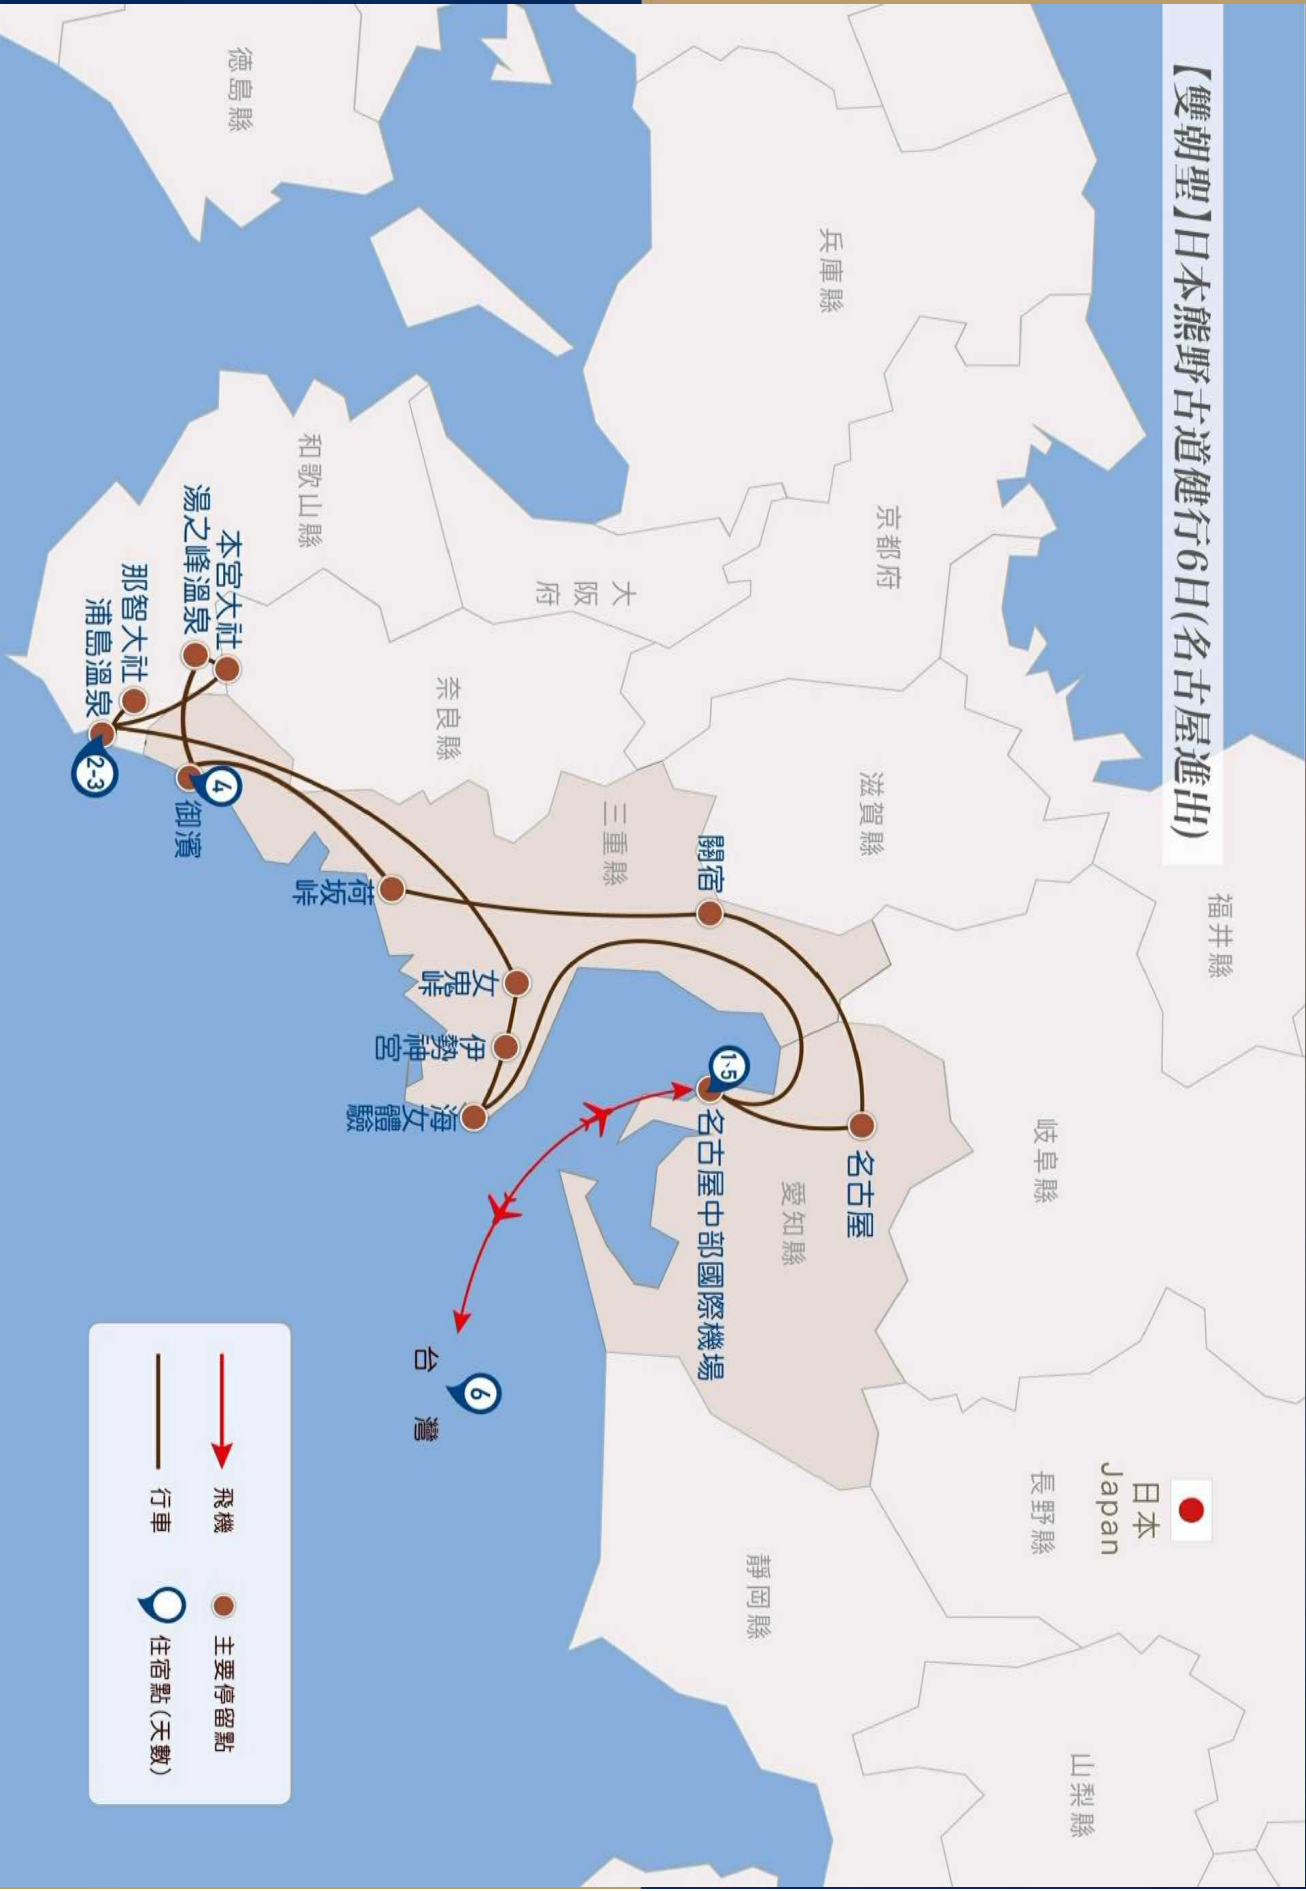 【雙朝聖】日本熊野古道健行6日(名古屋進出)
福井縣
日本
Japan
兵庫縣
京都府
滋賀縣
岐阜縣
長野縣
山梨縣
德島縣
和歌山縣
大阪府
奈良縣
三重縣
愛知縣
靜岡縣
關宿
名古屋
1、5
名古屋中部國際機場
本宮大社
湯之峰溫泉
那智大社
浦島溫泉
2-3
4
御濱
荷坂峠
女鬼峠
伊勢神宮
海女體驗
6
台灣
飛機
主要停留點
行車
住宿點(天數)